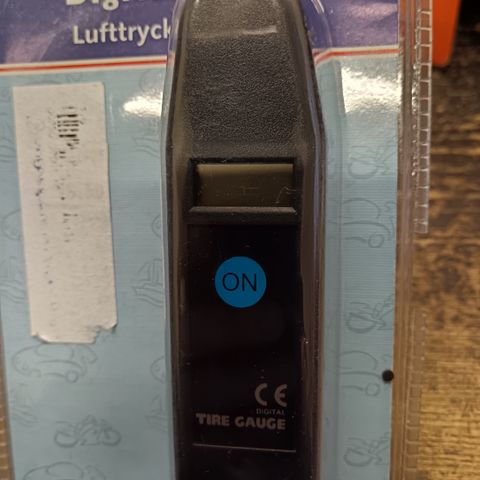 Lufttryck
ON
CE
DIGITAL
TIRE GAUGE